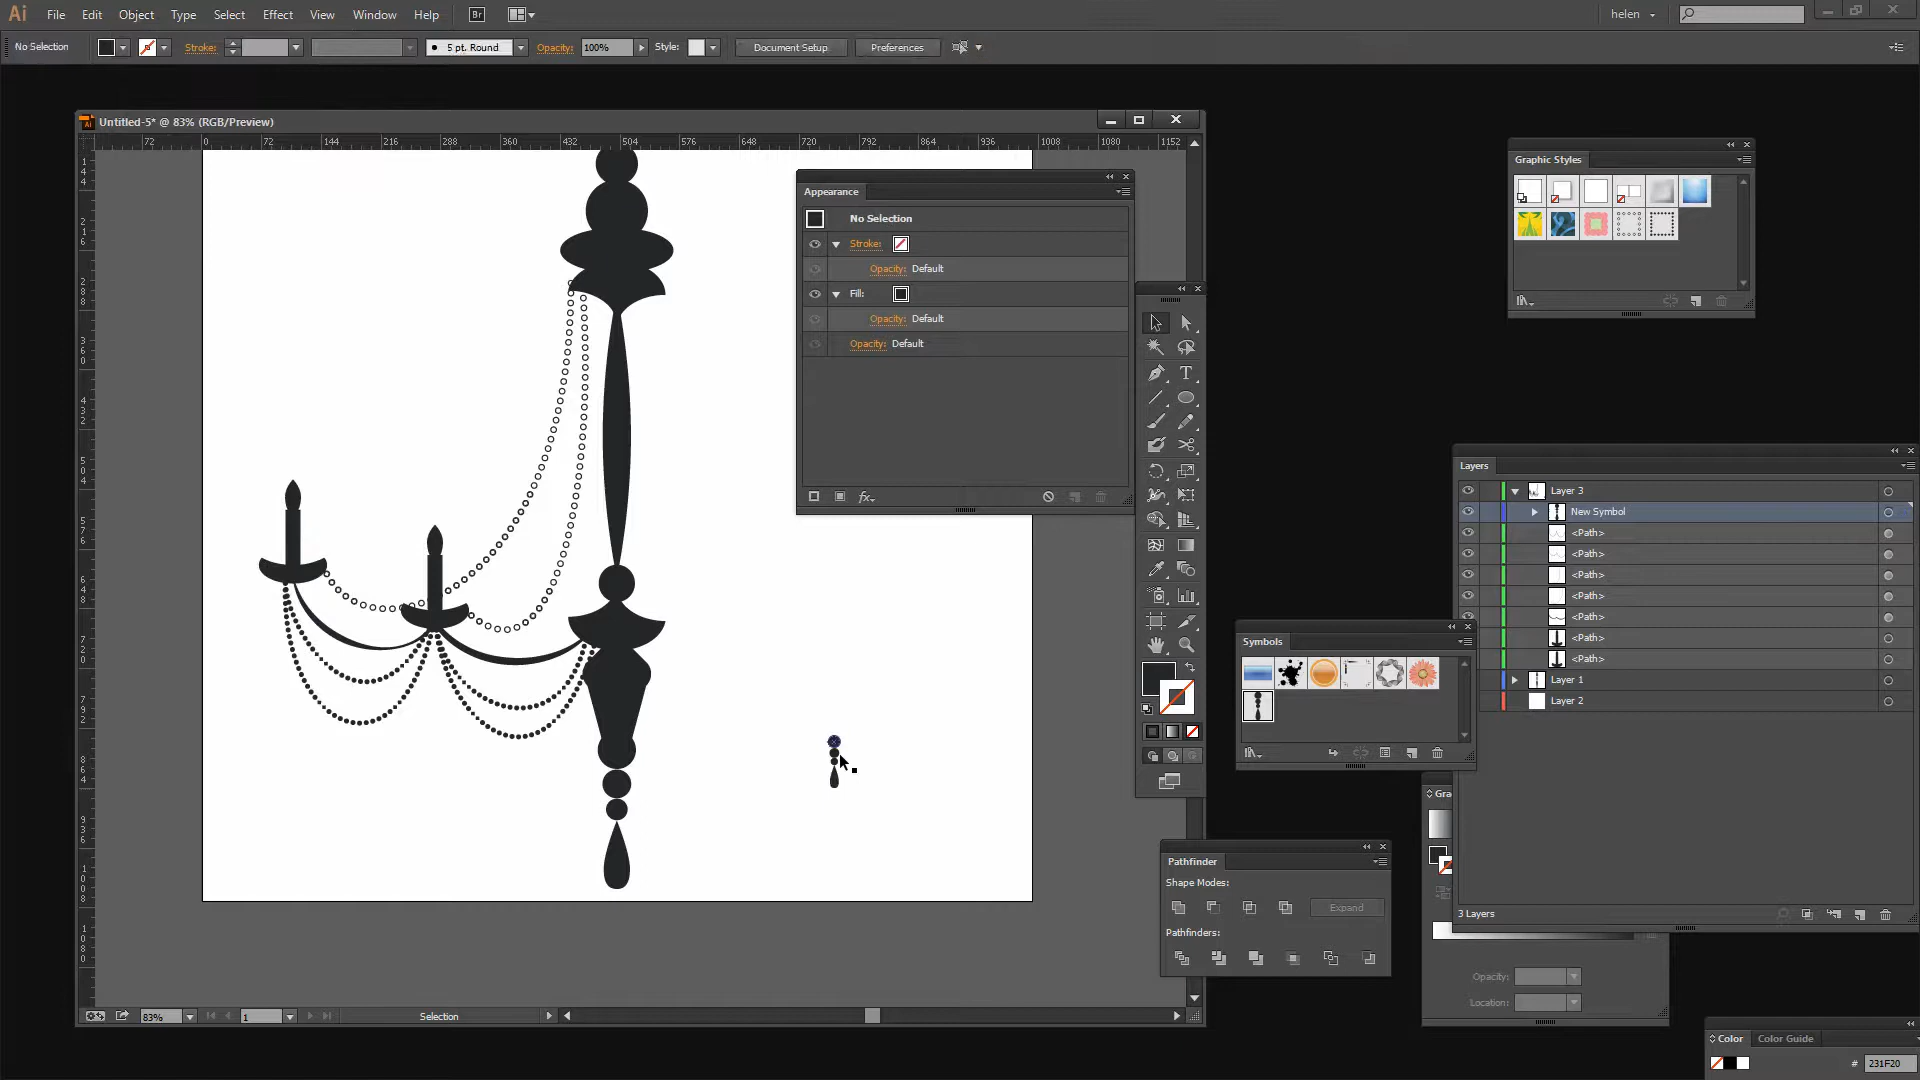 Ai File Edit Object Type Select Effect View Window Help Br helen
No Selection Stroke: 5 pt. Round Opacity: 100% Style: Document Setup Preferences
Untitled-5* @ 83% (RGB/Preview)
72 0 72 144 216 288 360 432 504 576 648 720 792 864 936 1008 1080 1152
Appearance
No Selection
Stroke:
Opacity: Default
Fill:
Opacity: Default
Opacity: Default
fx
Graphic Styles
Layers
Layer 3
New Symbol
<Path>
<Path>
<Path>
<Path>
<Path>
<Path>
<Path>
Layer 1
Layer 2
3 Layers
Symbols
Gra
Pathfinder
Shape Modes:
Expand
Pathfinders:
Opacity:
Location:
83% 1 Selection
Color Color Guide
# 231F20